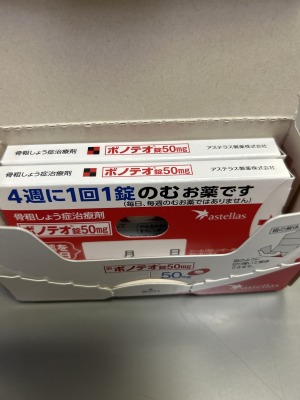 骨粗しょう症治療剤 ボノテオ錠50mg アステラス製薬株式会社
骨粗しょう症治療剤 ボノテオ錠50mg アステラス製薬株式会社
4週に1回1錠のむお薬です
(毎日、毎週のむお薬ではありません)
骨粗しょう症治療剤 astellas
ボノテオ錠50mg
月 日
ボノテオ錠50mg
50mg
astellas